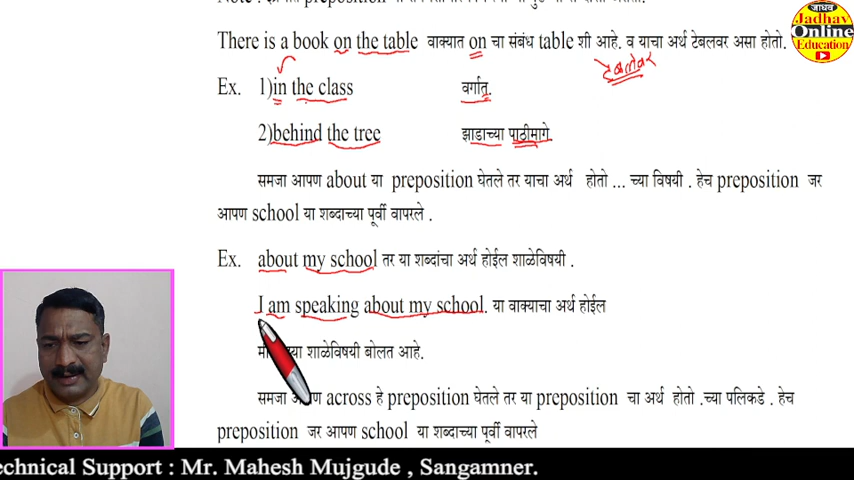 जाधव
Jadhav
Online
Education
There is a book on the table वाक्यात on चा संबंध table शी आहे. व याचा अर्थ टेबलवर असा होतो.
टेबलवर
Ex. 1)in the class वर्गात.
2)behind the tree झाडाच्या पाठीमागे.
समजा आपण about या preposition घेतले तर याचा अर्थ होतो ... च्या विषयी . हेच preposition जर
आपण school या शब्दाच्या पूर्वी वापरले .
Ex. about my school तर या शब्दांचा अर्थ होईल शाळेविषयी .
I am speaking about my school. या वाक्याचा अर्थ होईल
शाळेविषयी बोलत आहे.
समजा across हे preposition घेतले तर या preposition चा अर्थ होतो .च्या पलिकडे . हेच
preposition जर आपण school या शब्दाच्या पूर्वी वापरले
echnical Support : Mr. Mahesh Mujgude , Sangamner.